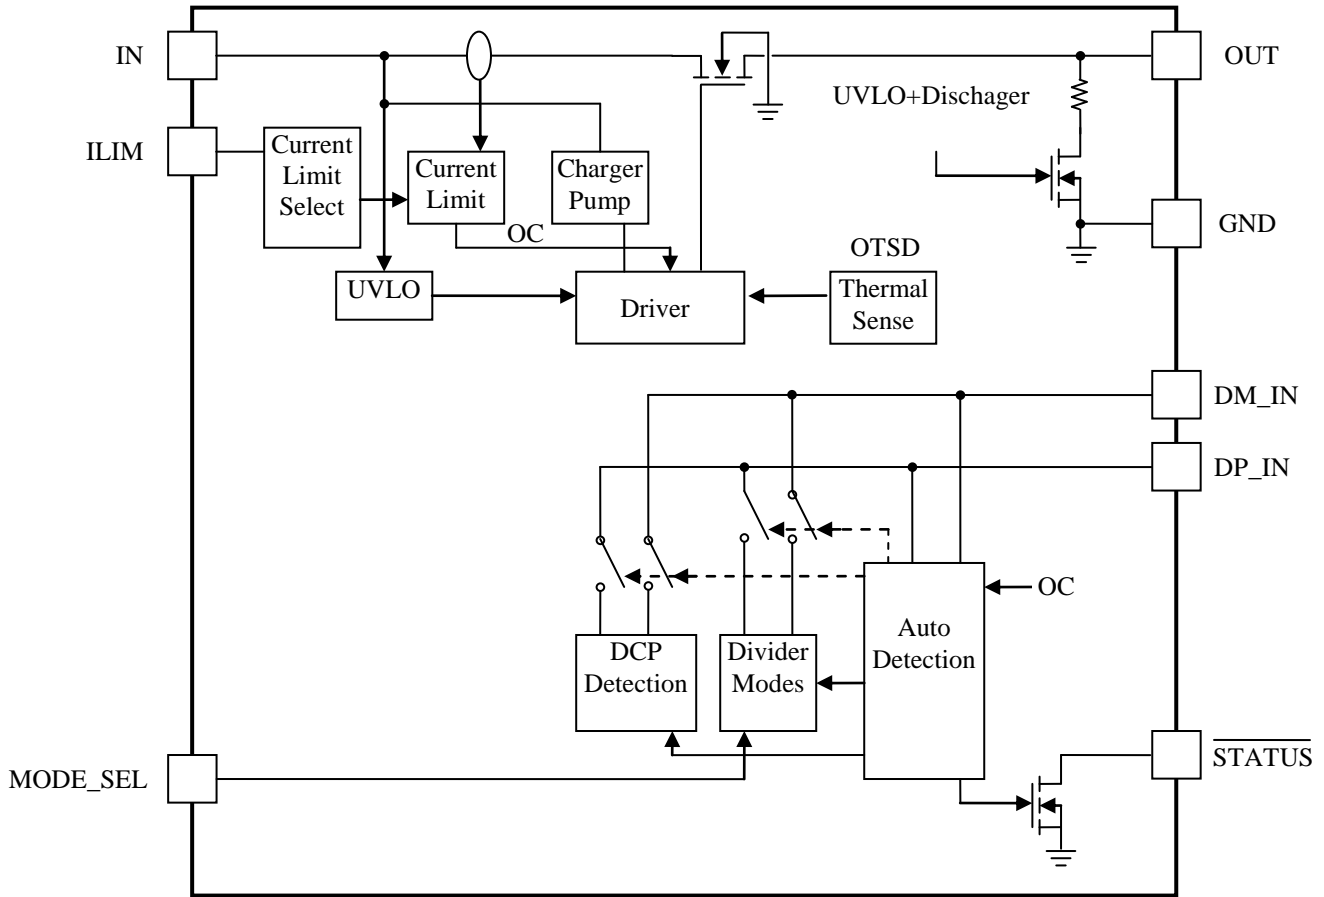 IN
OUT
UVLO+Dischager
ILIM
Current
Limit
Select
Current
Limit
Charger
Pump
GND
OC
OTSD
UVLO
Driver
Thermal
Sense
DM_IN
DP_IN
OC
Auto
Detection
DCP
Detection
Divider
Modes
STATUS
MODE_SEL